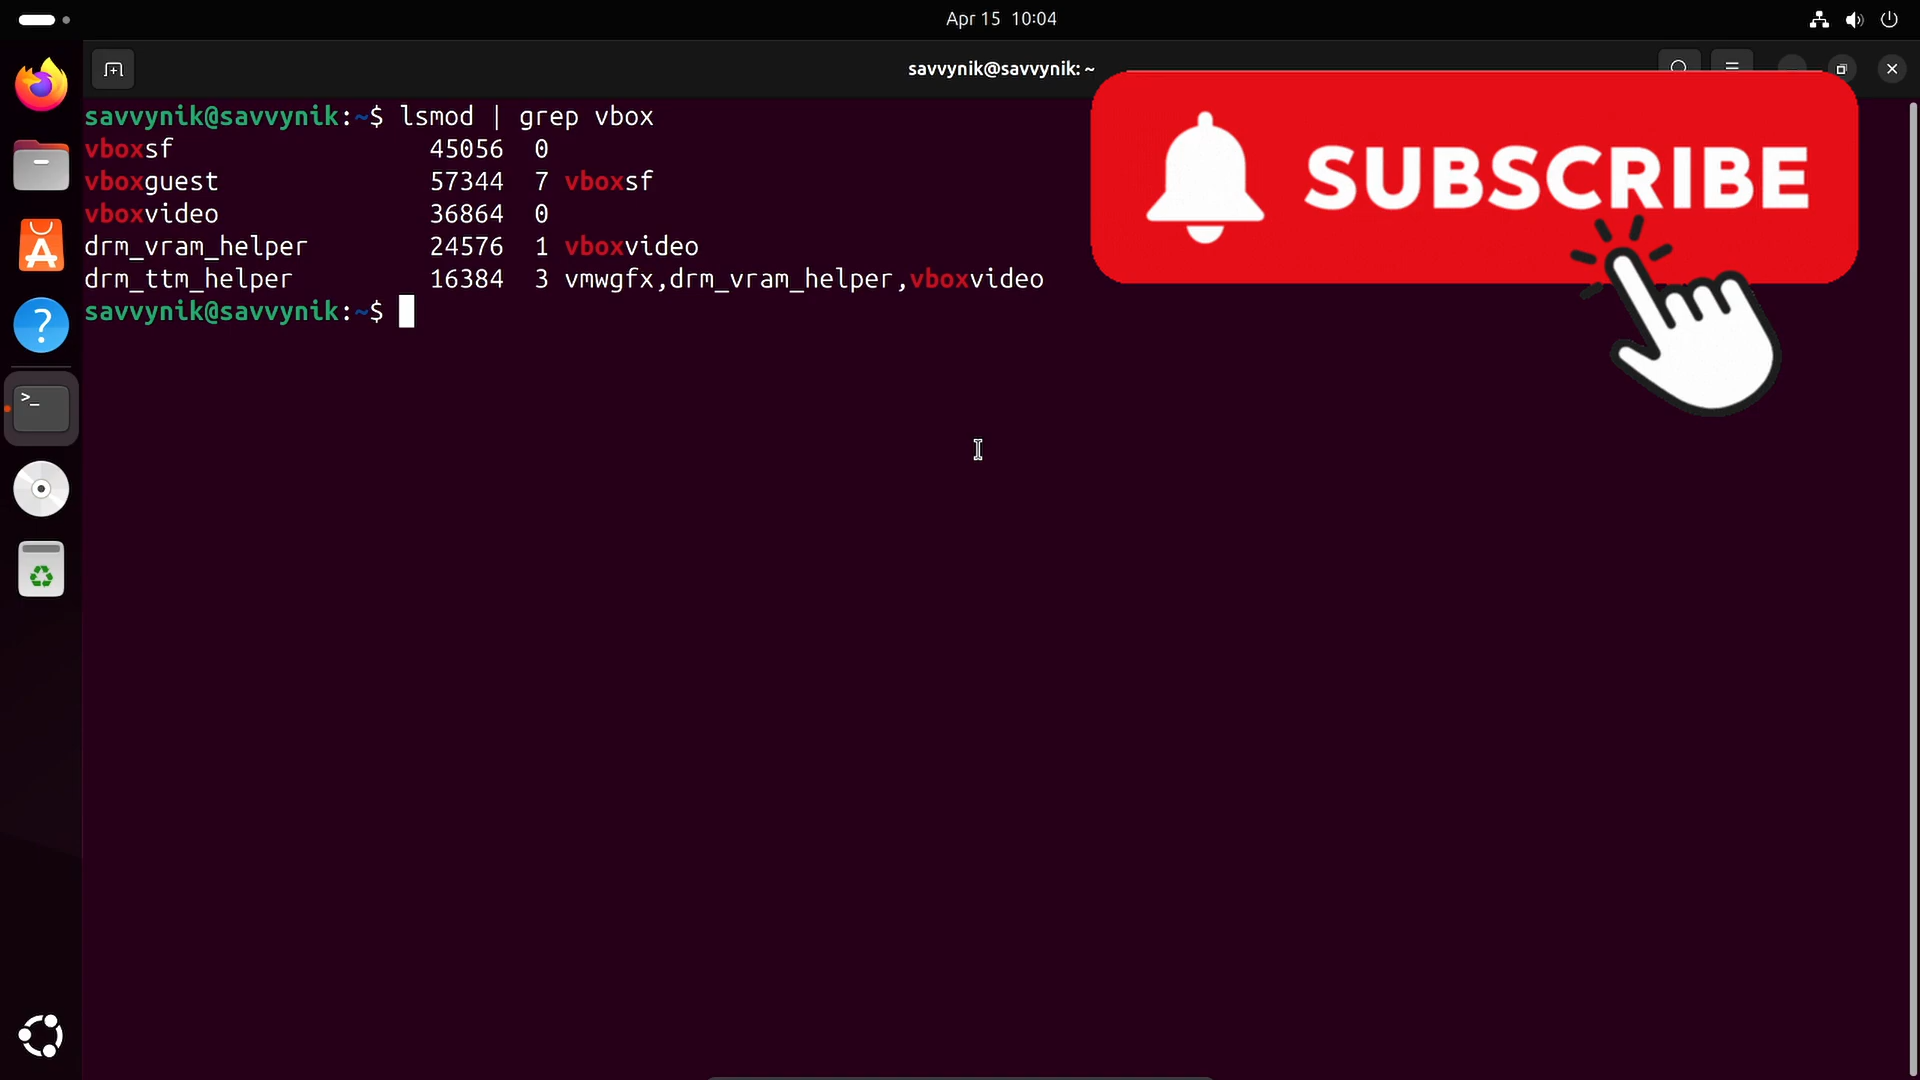 Apr 15 10:04
savvynik@savvynik: ~
savvynik@savvynik:~$ lsmod | grep vbox
vboxsf 45056 0
vboxguest 57344 7 vboxsf
vboxvideo 36864 0
drm_vram_helper 24576 1 vboxvideo
drm_ttm_helper 16384 3 vmwgfx,drm_vram_helper,vboxvideo
savvynik@savvynik:~$
SUBSCRIBE